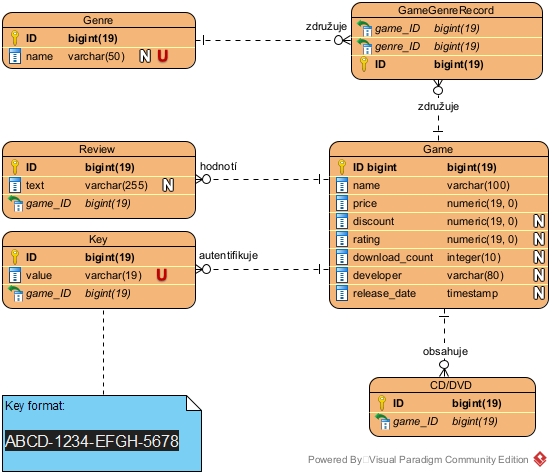 Genre
ID bigint(19)
name varchar(50) N U
združuje
GameGenreRecord
game_ID bigint(19)
genre_ID bigint(19)
ID bigint(19)
združuje
Review
ID bigint(19)
text varchar(255) N
game_ID bigint(19)
hodnotí
Key
ID bigint(19)
value varchar(19) U
game_ID bigint(19)
autentifikuje
Game
ID bigint bigint(19)
name varchar(100)
price numeric(19, 0)
discount numeric(19, 0) N
rating numeric(19, 0) N
download_count integer(10) N
developer varchar(80) N
release_date timestamp N
obsahuje
CD/DVD
ID bigint(19)
game_ID bigint(19)
Key format:
ABCD-1234-EFGH-5678
Powered By Visual Paradigm Community Edition